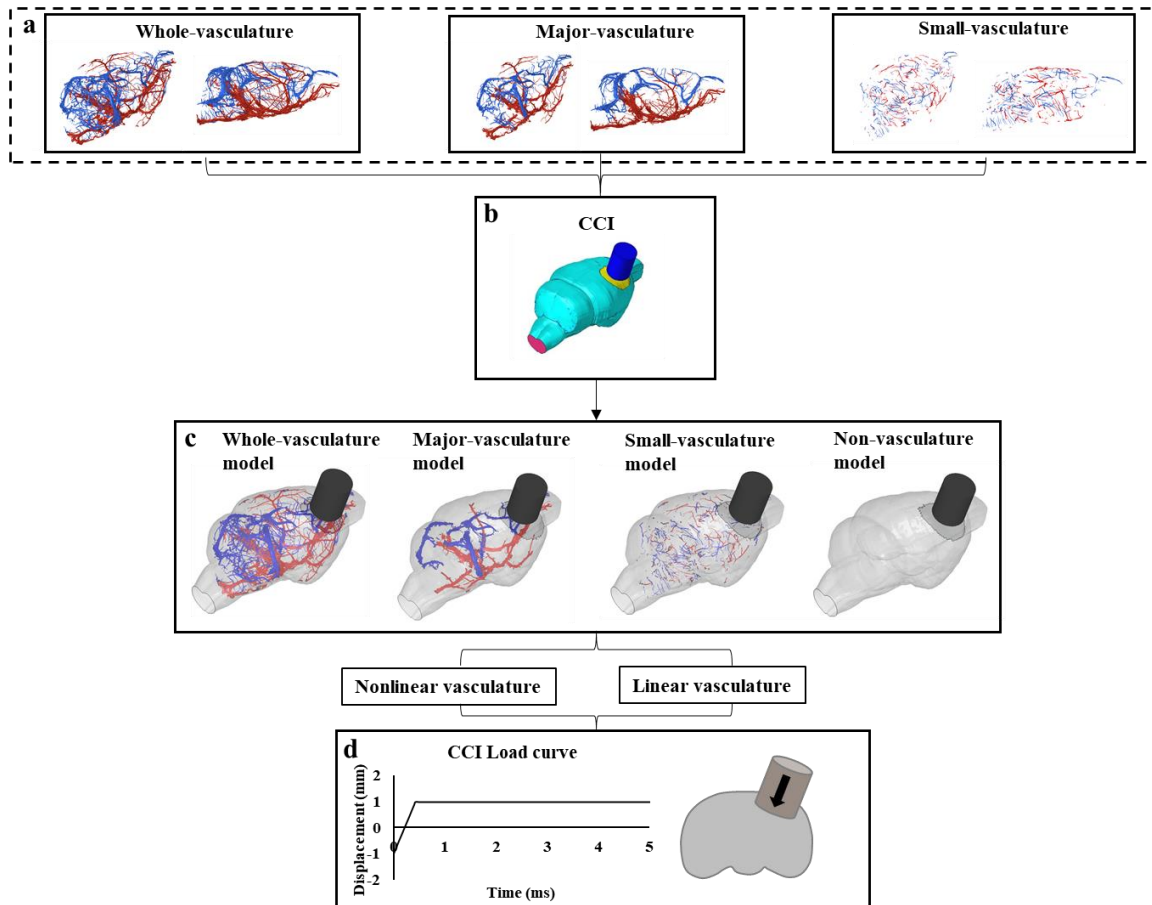 a
Whole-vasculature
Major-vasculature
Small-vasculature
b
CCI
c
Whole-vasculature
model
Major-vasculature
model
Small-vasculature
model
Non-vasculature
model
Nonlinear vasculature
Linear vasculature
d
CCI Load curve
Displacement (mm)
2
1
0
-1
-2
0
1
2
3
4
5
Time (ms)